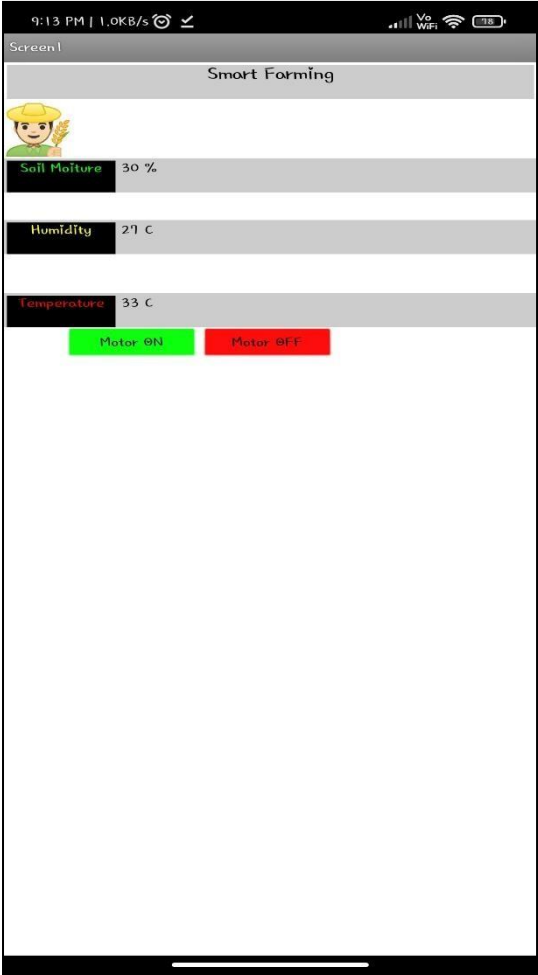 9:13 PM | 1.0KB/s
Vo
WiFi
78
Screen1
Smart Farming
Soil Moiture 30 %
Humidity 27 C
Temperature 33 C
Motor ON Motor OFF